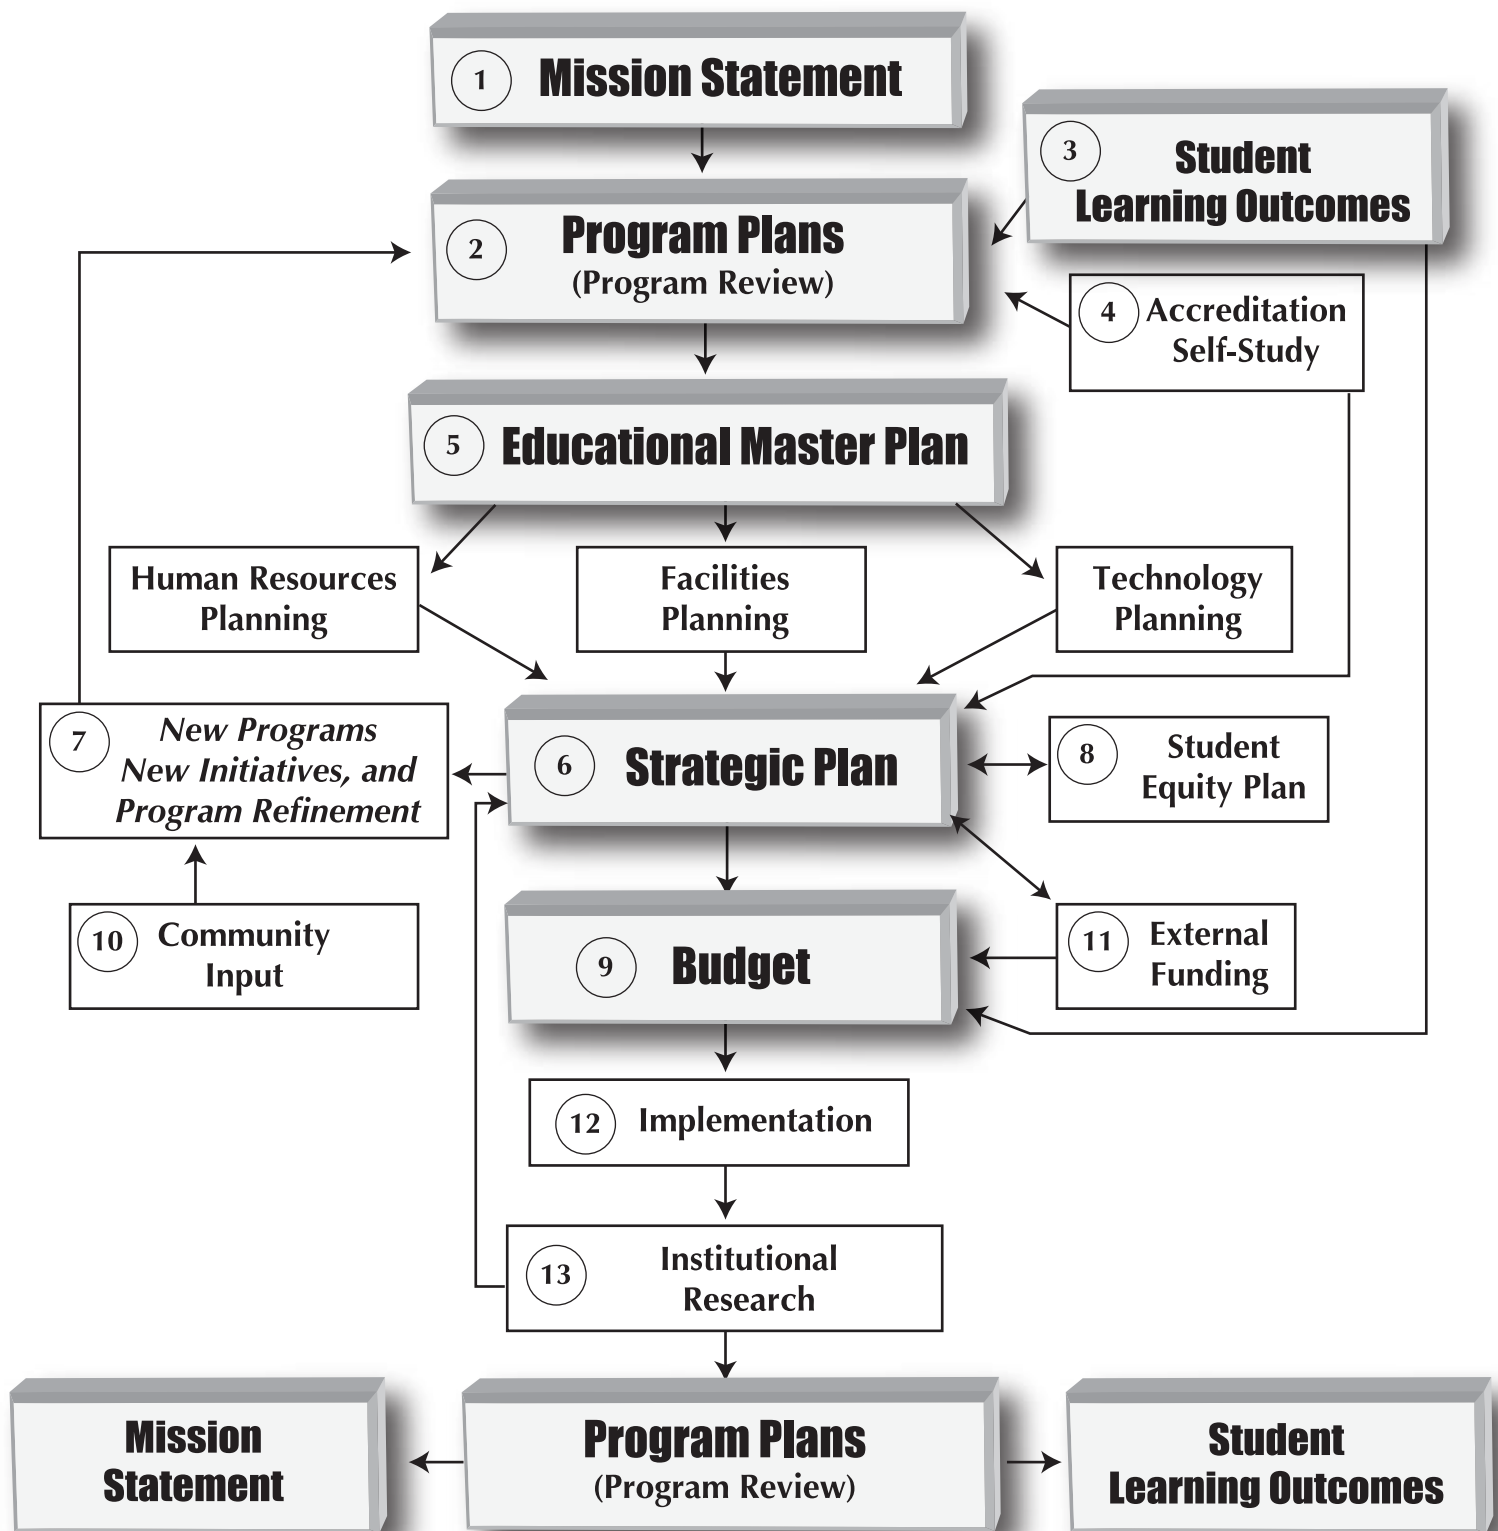 1 Mission Statement
2 Program Plans
(Program Review)
3 Student
Learning Outcomes
4 Accreditation
Self-Study
5 Educational Master Plan
Human Resources
Planning
Facilities
Planning
Technology
Planning
6 Strategic Plan
7 New Programs
New Initiatives, and
Program Refinement
8 Student
Equity Plan
9 Budget
10 Community
Input
11 External
Funding
12 Implementation
13 Institutional
Research
Mission
Statement
Program Plans
(Program Review)
Student
Learning Outcomes